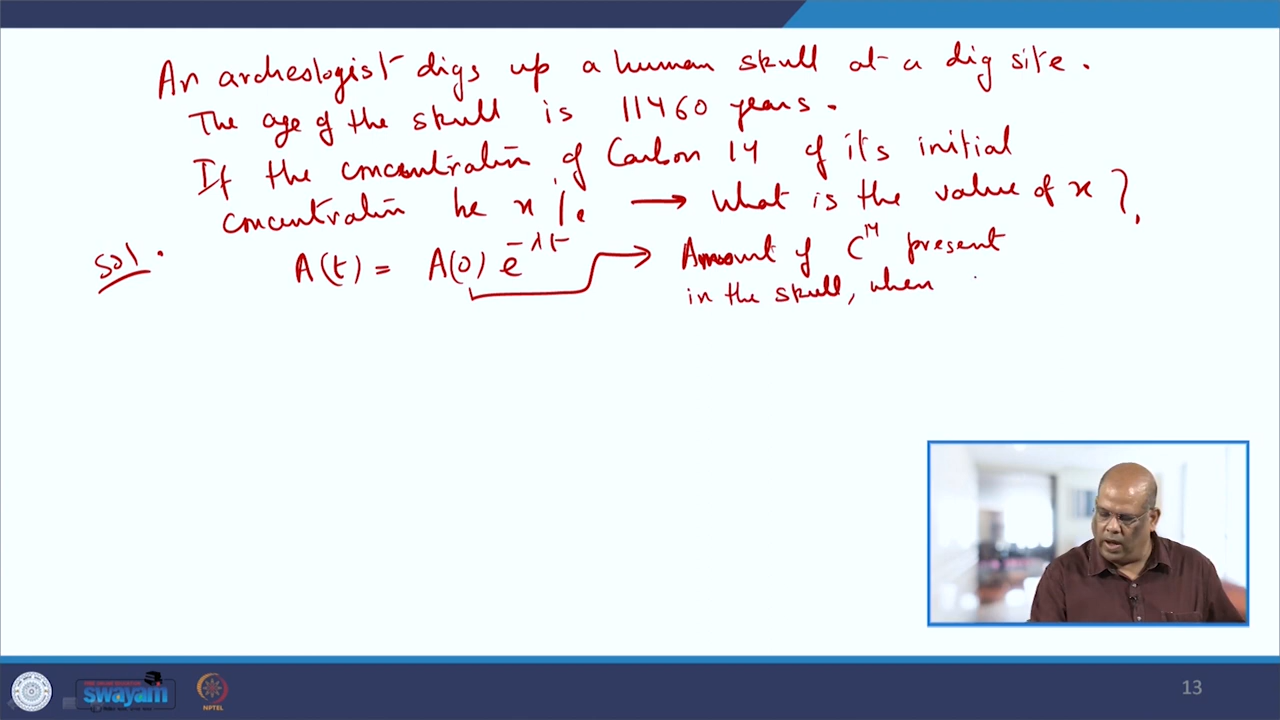 An archeologist digs up a human skull at a dig site.
The age of the skull is 11460 years.
If the concentration of Carbon 14 of its initial
concentration be x % → What is the value of x ?
Sol.
A(t) = A(0) e^{-λt} → Amount of C^14 present
in the skull, when
swayam
NPTEL
13